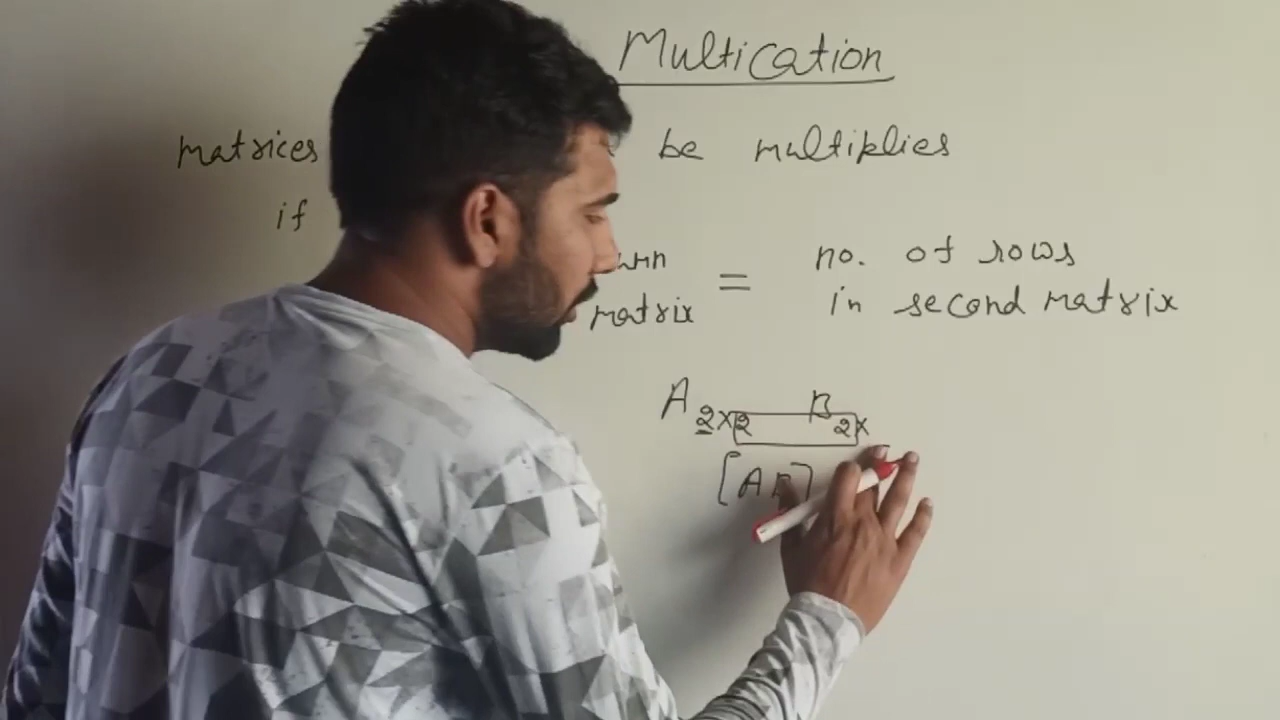 Multication
matrices be multiplies
if
no. of rows
matrix = in second matrix
A 2x2 B 2x
[AB]